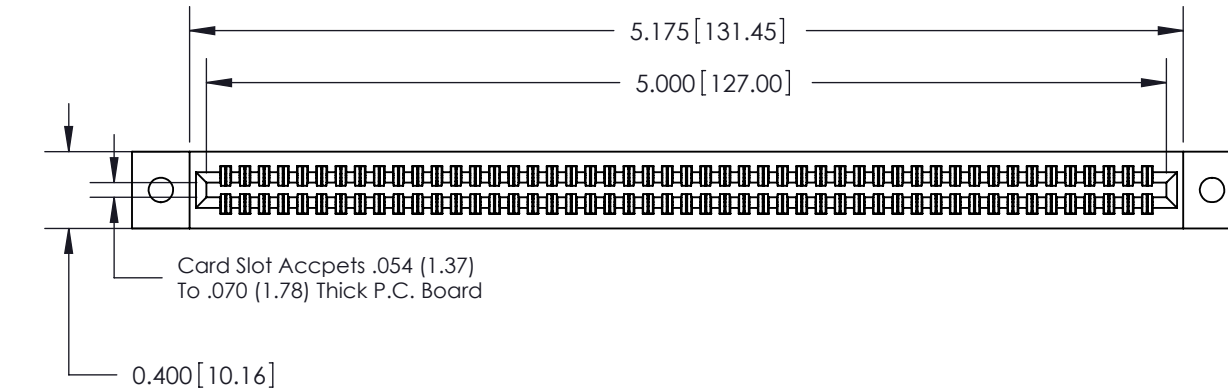 5.175[131.45]
5.000[127.00]
Card Slot Accpets .054 (1.37)
To .070 (1.78) Thick P.C. Board
0.400[10.16]